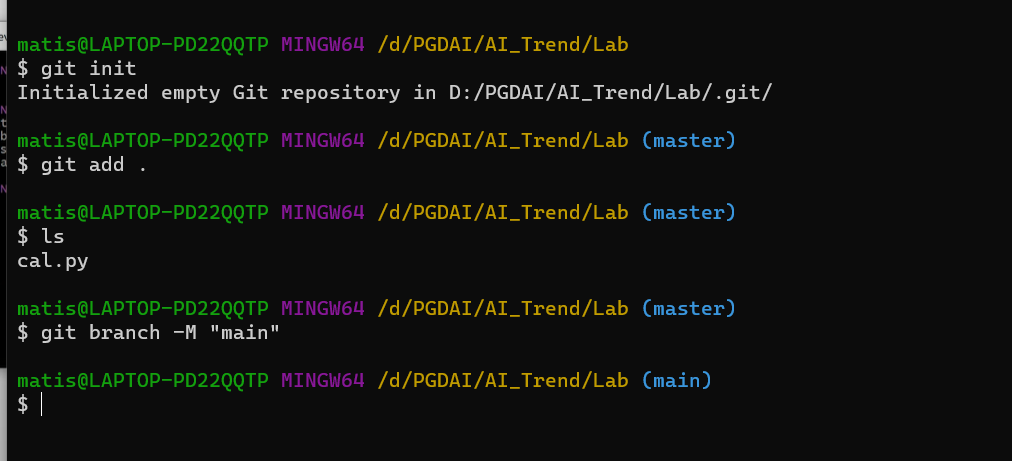 matis@LAPTOP-PD22QQTP MINGW64 /d/PGDAI/AI_Trend/Lab
$ git init
Initialized empty Git repository in D:/PGDAI/AI_Trend/Lab/.git/
matis@LAPTOP-PD22QQTP MINGW64 /d/PGDAI/AI_Trend/Lab (master)
$ git add .
matis@LAPTOP-PD22QQTP MINGW64 /d/PGDAI/AI_Trend/Lab (master)
$ ls
cal.py
matis@LAPTOP-PD22QQTP MINGW64 /d/PGDAI/AI_Trend/Lab (master)
$ git branch -M "main"
matis@LAPTOP-PD22QQTP MINGW64 /d/PGDAI/AI_Trend/Lab (main)
$